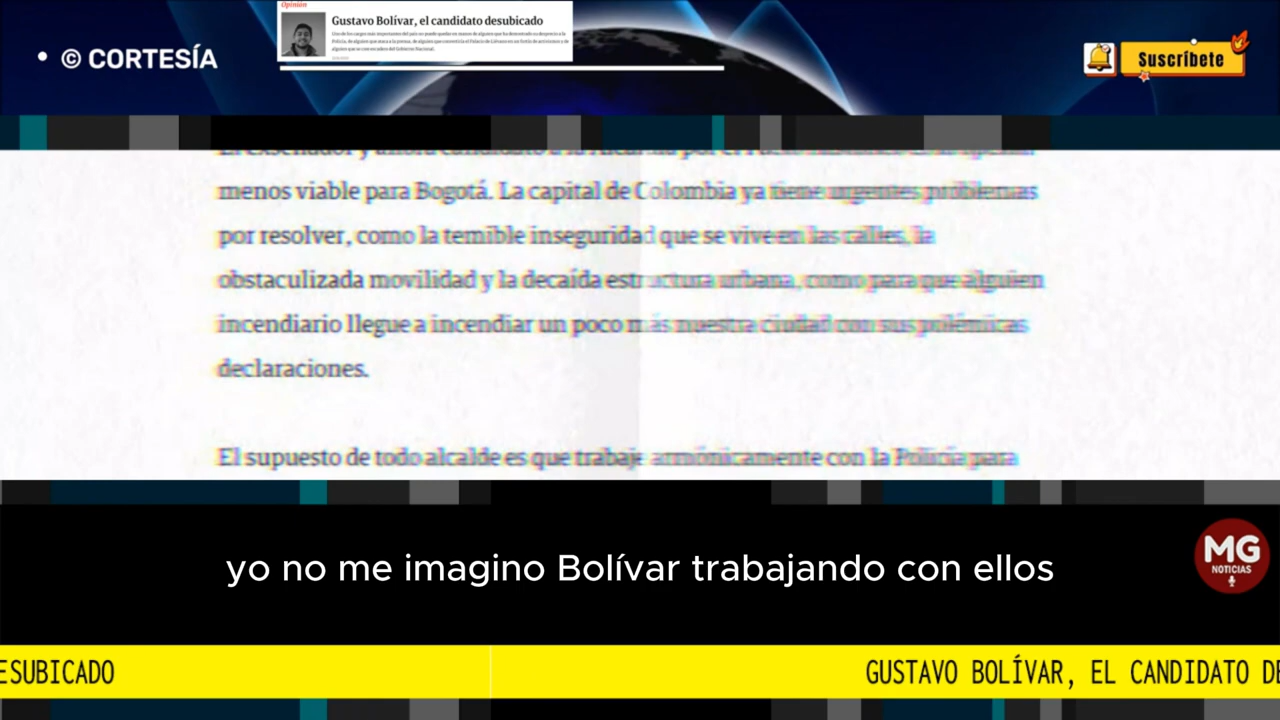 Opinión
Gustavo Bolívar, el candidato desubicado
• © CORTESÍA
Suscríbete
menos viable para Bogotá. La capital de Colombia ya tiene urgentes problemas
por resolver, como la temible inseguridad que se vive en las calles, la
obstaculizada movilidad y la decaída estructura urbana, como para que alguien
incendiario llegue a incendiar un poco más nuestra ciudad con sus polémicas
declaraciones.
El supuesto de todo alcalde es que trabaje armónicamente con la Policía para
yo no me imagino Bolívar trabajando con ellos
MG
NOTICIAS
ESUBICADO
GUSTAVO BOLÍVAR, EL CANDIDATO DE